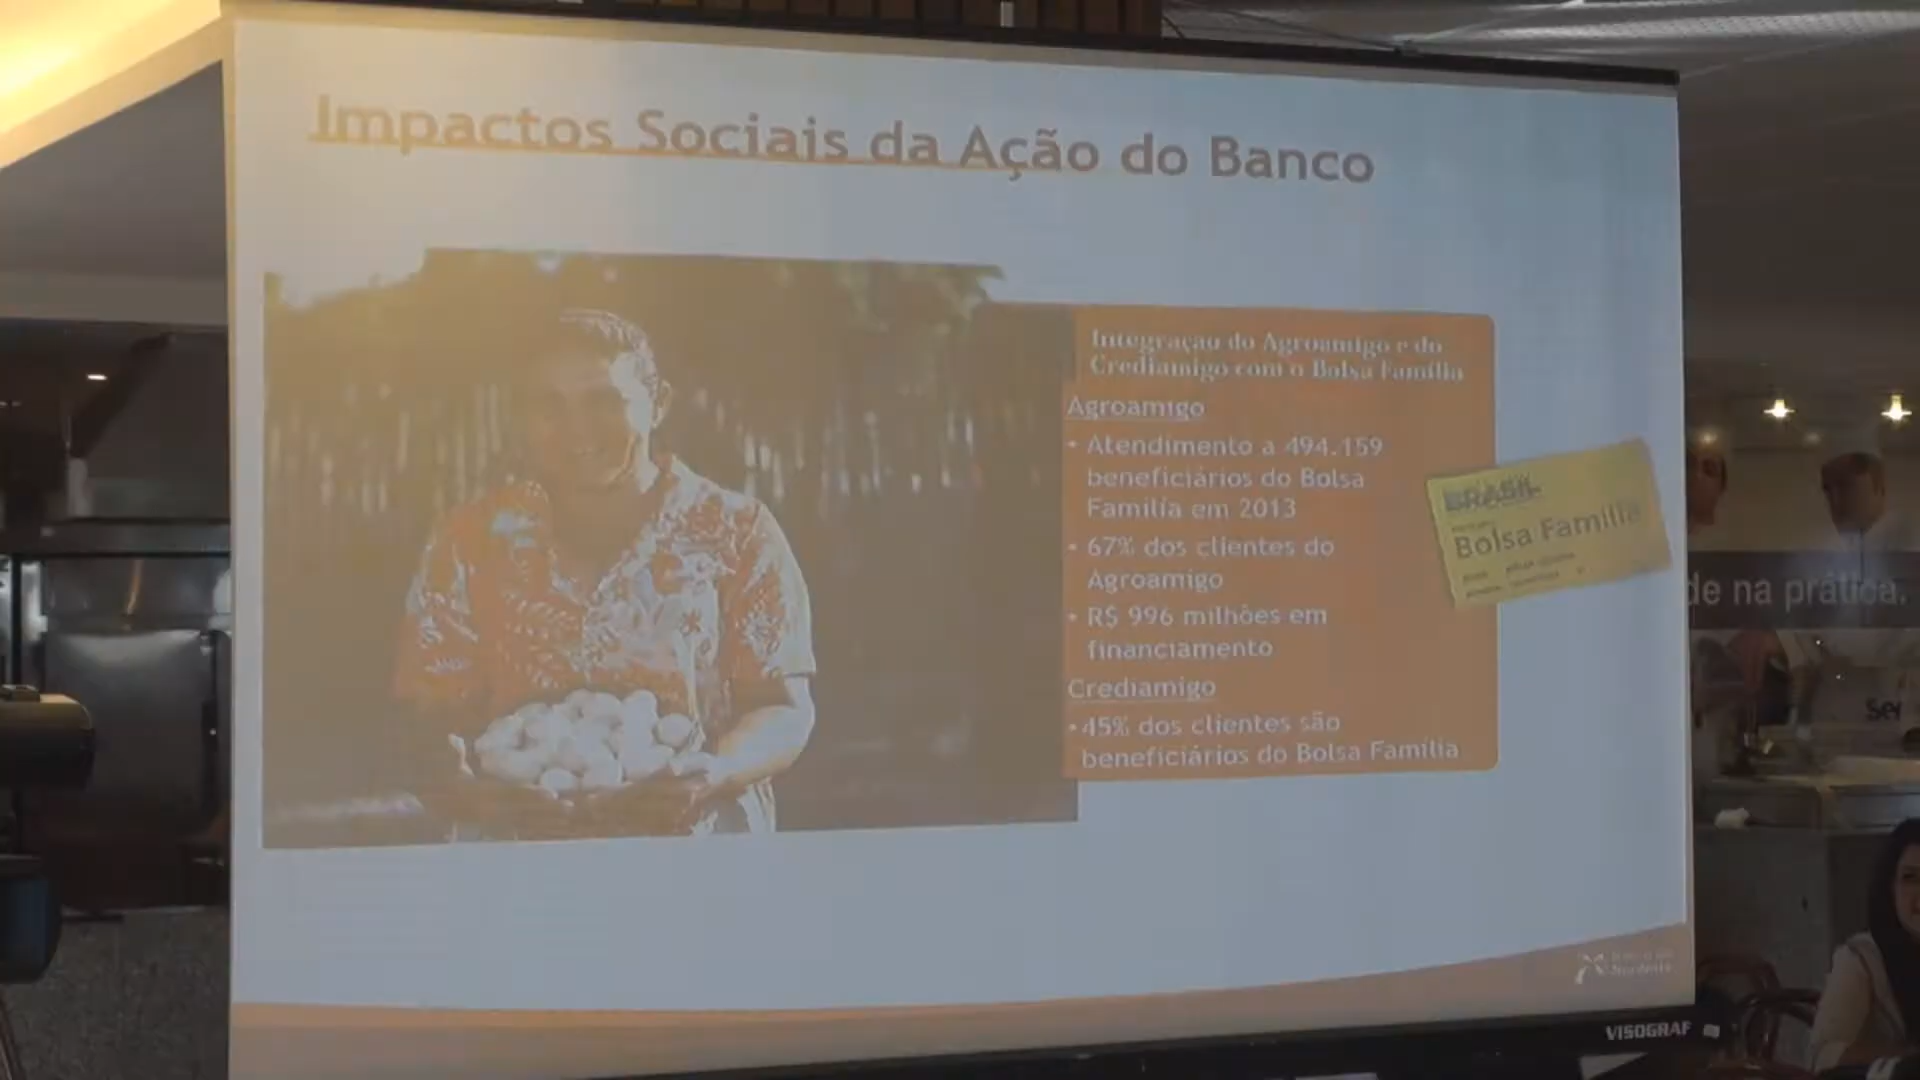 Impactos Sociais da Ação do Banco
Integração do Agroamigo e do
Crediamigo com o Bolsa Família
Agroamigo
• Atendimento a 494.159
beneficiários do Bolsa
Família em 2013
• 67% dos clientes do
Agroamigo
• R$ 996 milhões em
financiamento
Crediamigo
• 45% dos clientes são
beneficiários do Bolsa Família
BRASIL
Bolsa Família
de na prática.
Nordeste
VISOGRAF